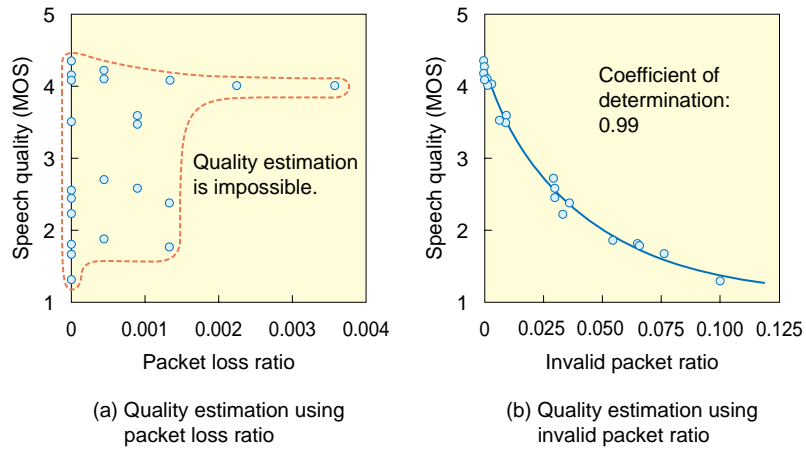 Speech quality (MOS)
5
4
3
2
1
Quality estimation
is impossible.
0
0.001
0.002
0.003
0.004
Packet loss ratio
(a) Quality estimation using
packet loss ratio
Speech quality (MOS)
5
4
3
2
1
Coefficient of
determination:
0.99
0
0.025
0.050
0.075
0.100
0.125
Invalid packet ratio
(b) Quality estimation using
invalid packet ratio